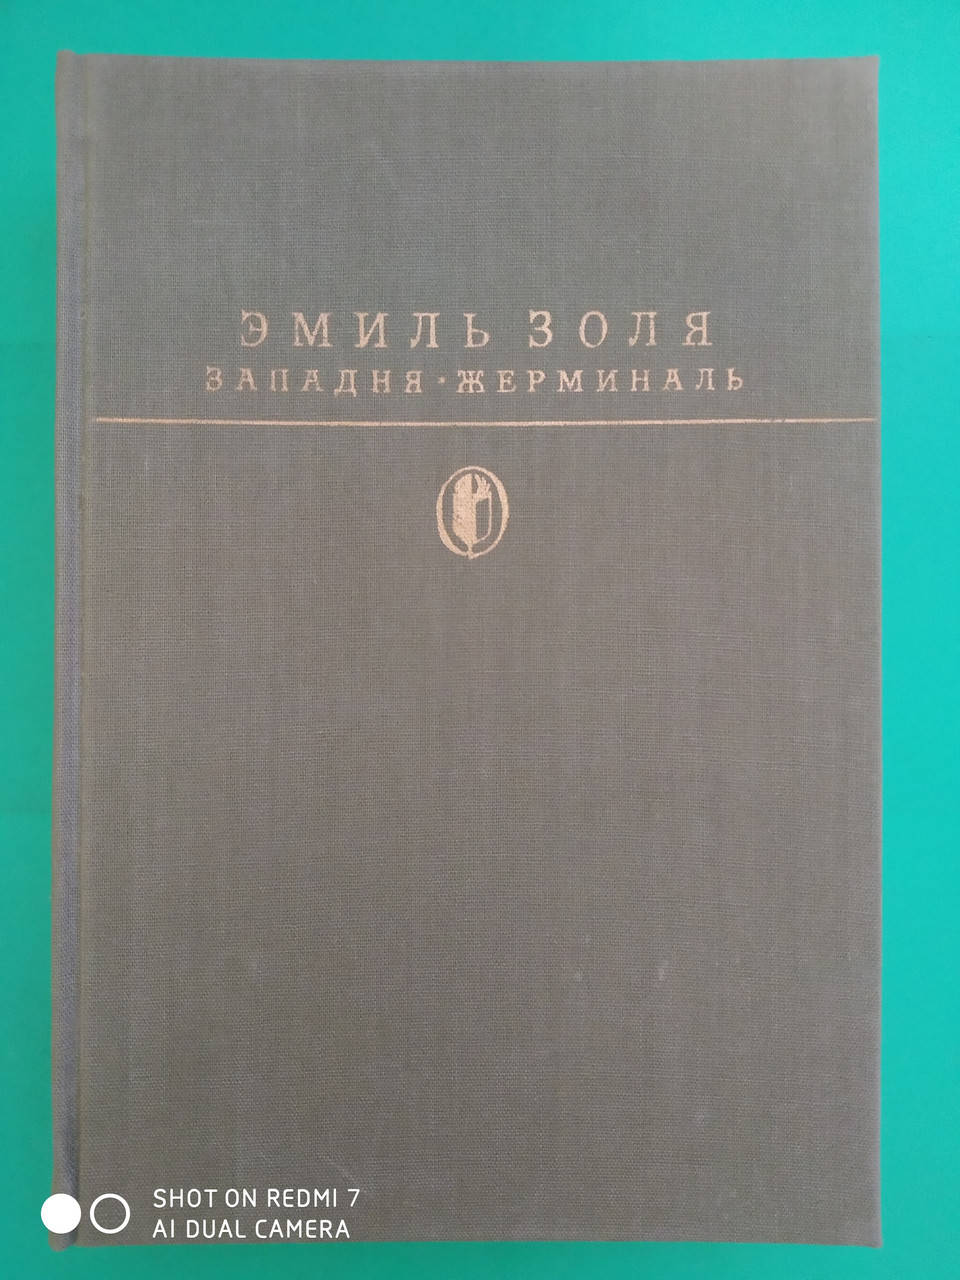 ЭМИЛЬ ЗОЛЯ
ЗАПАДНЯ · ЖЕРМИНАЛЬ
SHOT ON REDMI 7
AI DUAL CAMERA